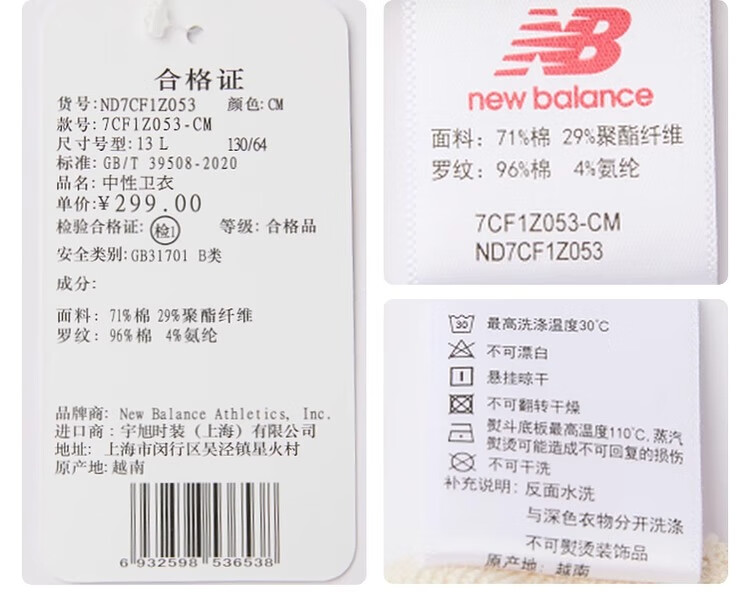 合格证
货号:ND7CF1Z053 颜色:CM
款号:7CF1Z053-CM
尺寸号型:13 L 130/64
标准:GB/T 39508-2020
品名:中性卫衣
单价:¥299.00
检验合格证: 检1 等级:合格品
安全类别:GB31701 B类
成分:
面料: 71%棉 29%聚酯纤维
罗纹: 96%棉 4%氨纶
品牌商: New Balance Athletics, Inc.
进口商:宇旭时装（上海）有限公司
地址: 上海市闵行区吴泾镇星火村
原产地:越南
6 932598 536538
NB
new balance
面料: 71%棉 29%聚酯纤维
罗纹: 96%棉 4%氨纶
7CF1Z053-CM
ND7CF1Z053
30 最高洗涤温度30℃
不可漂白
悬挂晾干
不可翻转干燥
熨斗底板最高温度110℃,蒸汽
熨烫可能造成不可回复的损伤
不可干洗
补充说明: 反面水洗
与深色衣物分开洗涤
不可熨烫装饰品
原产地: 越南